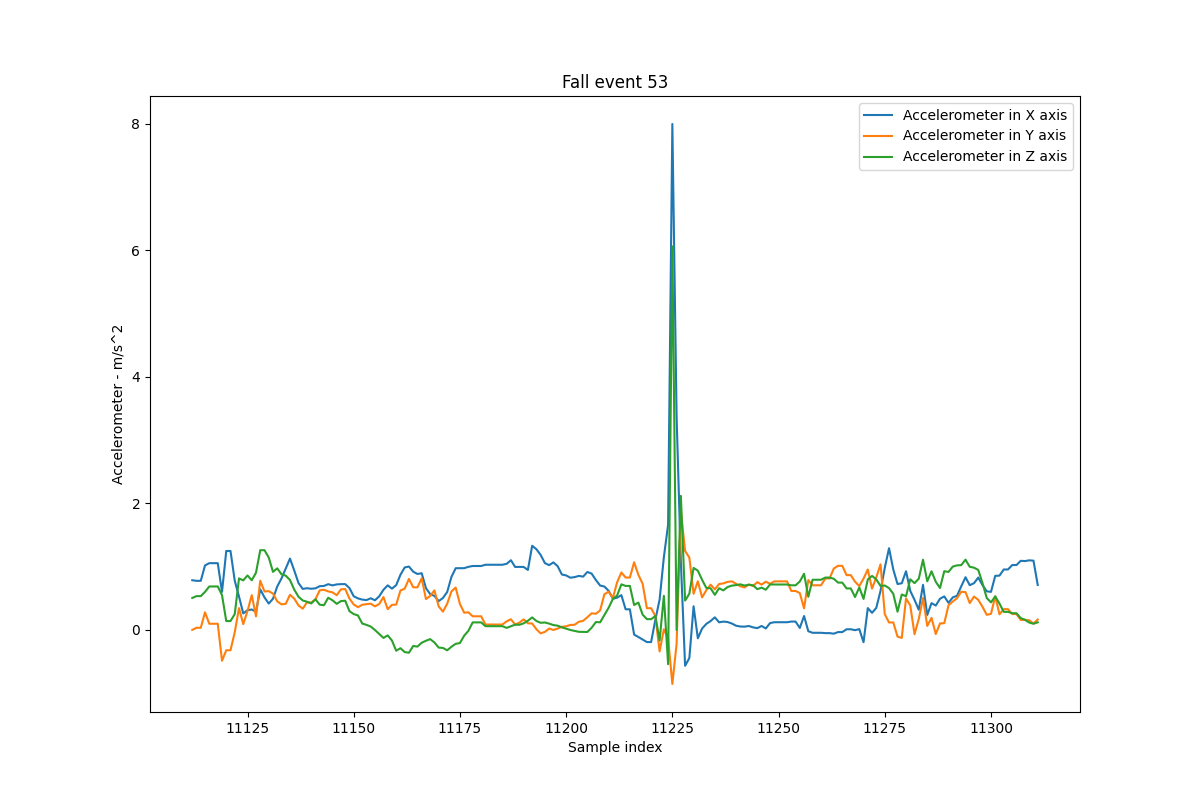 Fall event 53
Accelerometer in X axis
Accelerometer in Y axis
Accelerometer in Z axis
Accelerometer - m/s^2
8
6
4
2
0
11125 11150 11175 11200 11225 11250 11275 11300
Sample index